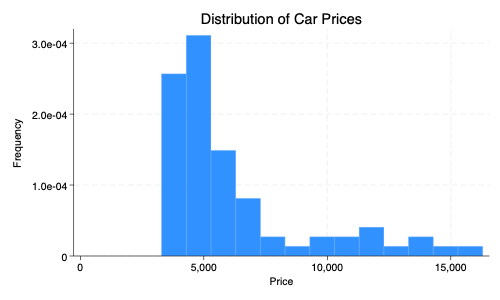 Distribution of Car Prices
3.0e-04
2.0e-04
1.0e-04
0
Frequency
0 5,000 10,000 15,000
Price